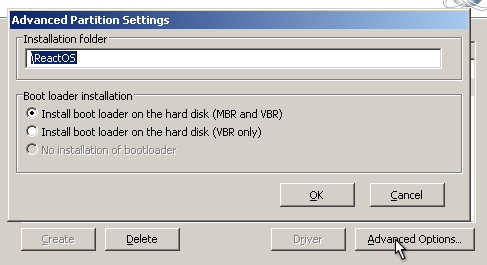 Advanced Partition Settings
Installation folder
\ReactOS
Boot loader installation
Install boot loader on the hard disk (MBR and VBR)
Install boot loader on the hard disk (VBR only)
No installation of bootloader
OK Cancel
Create Delete Driver Advanced Options...